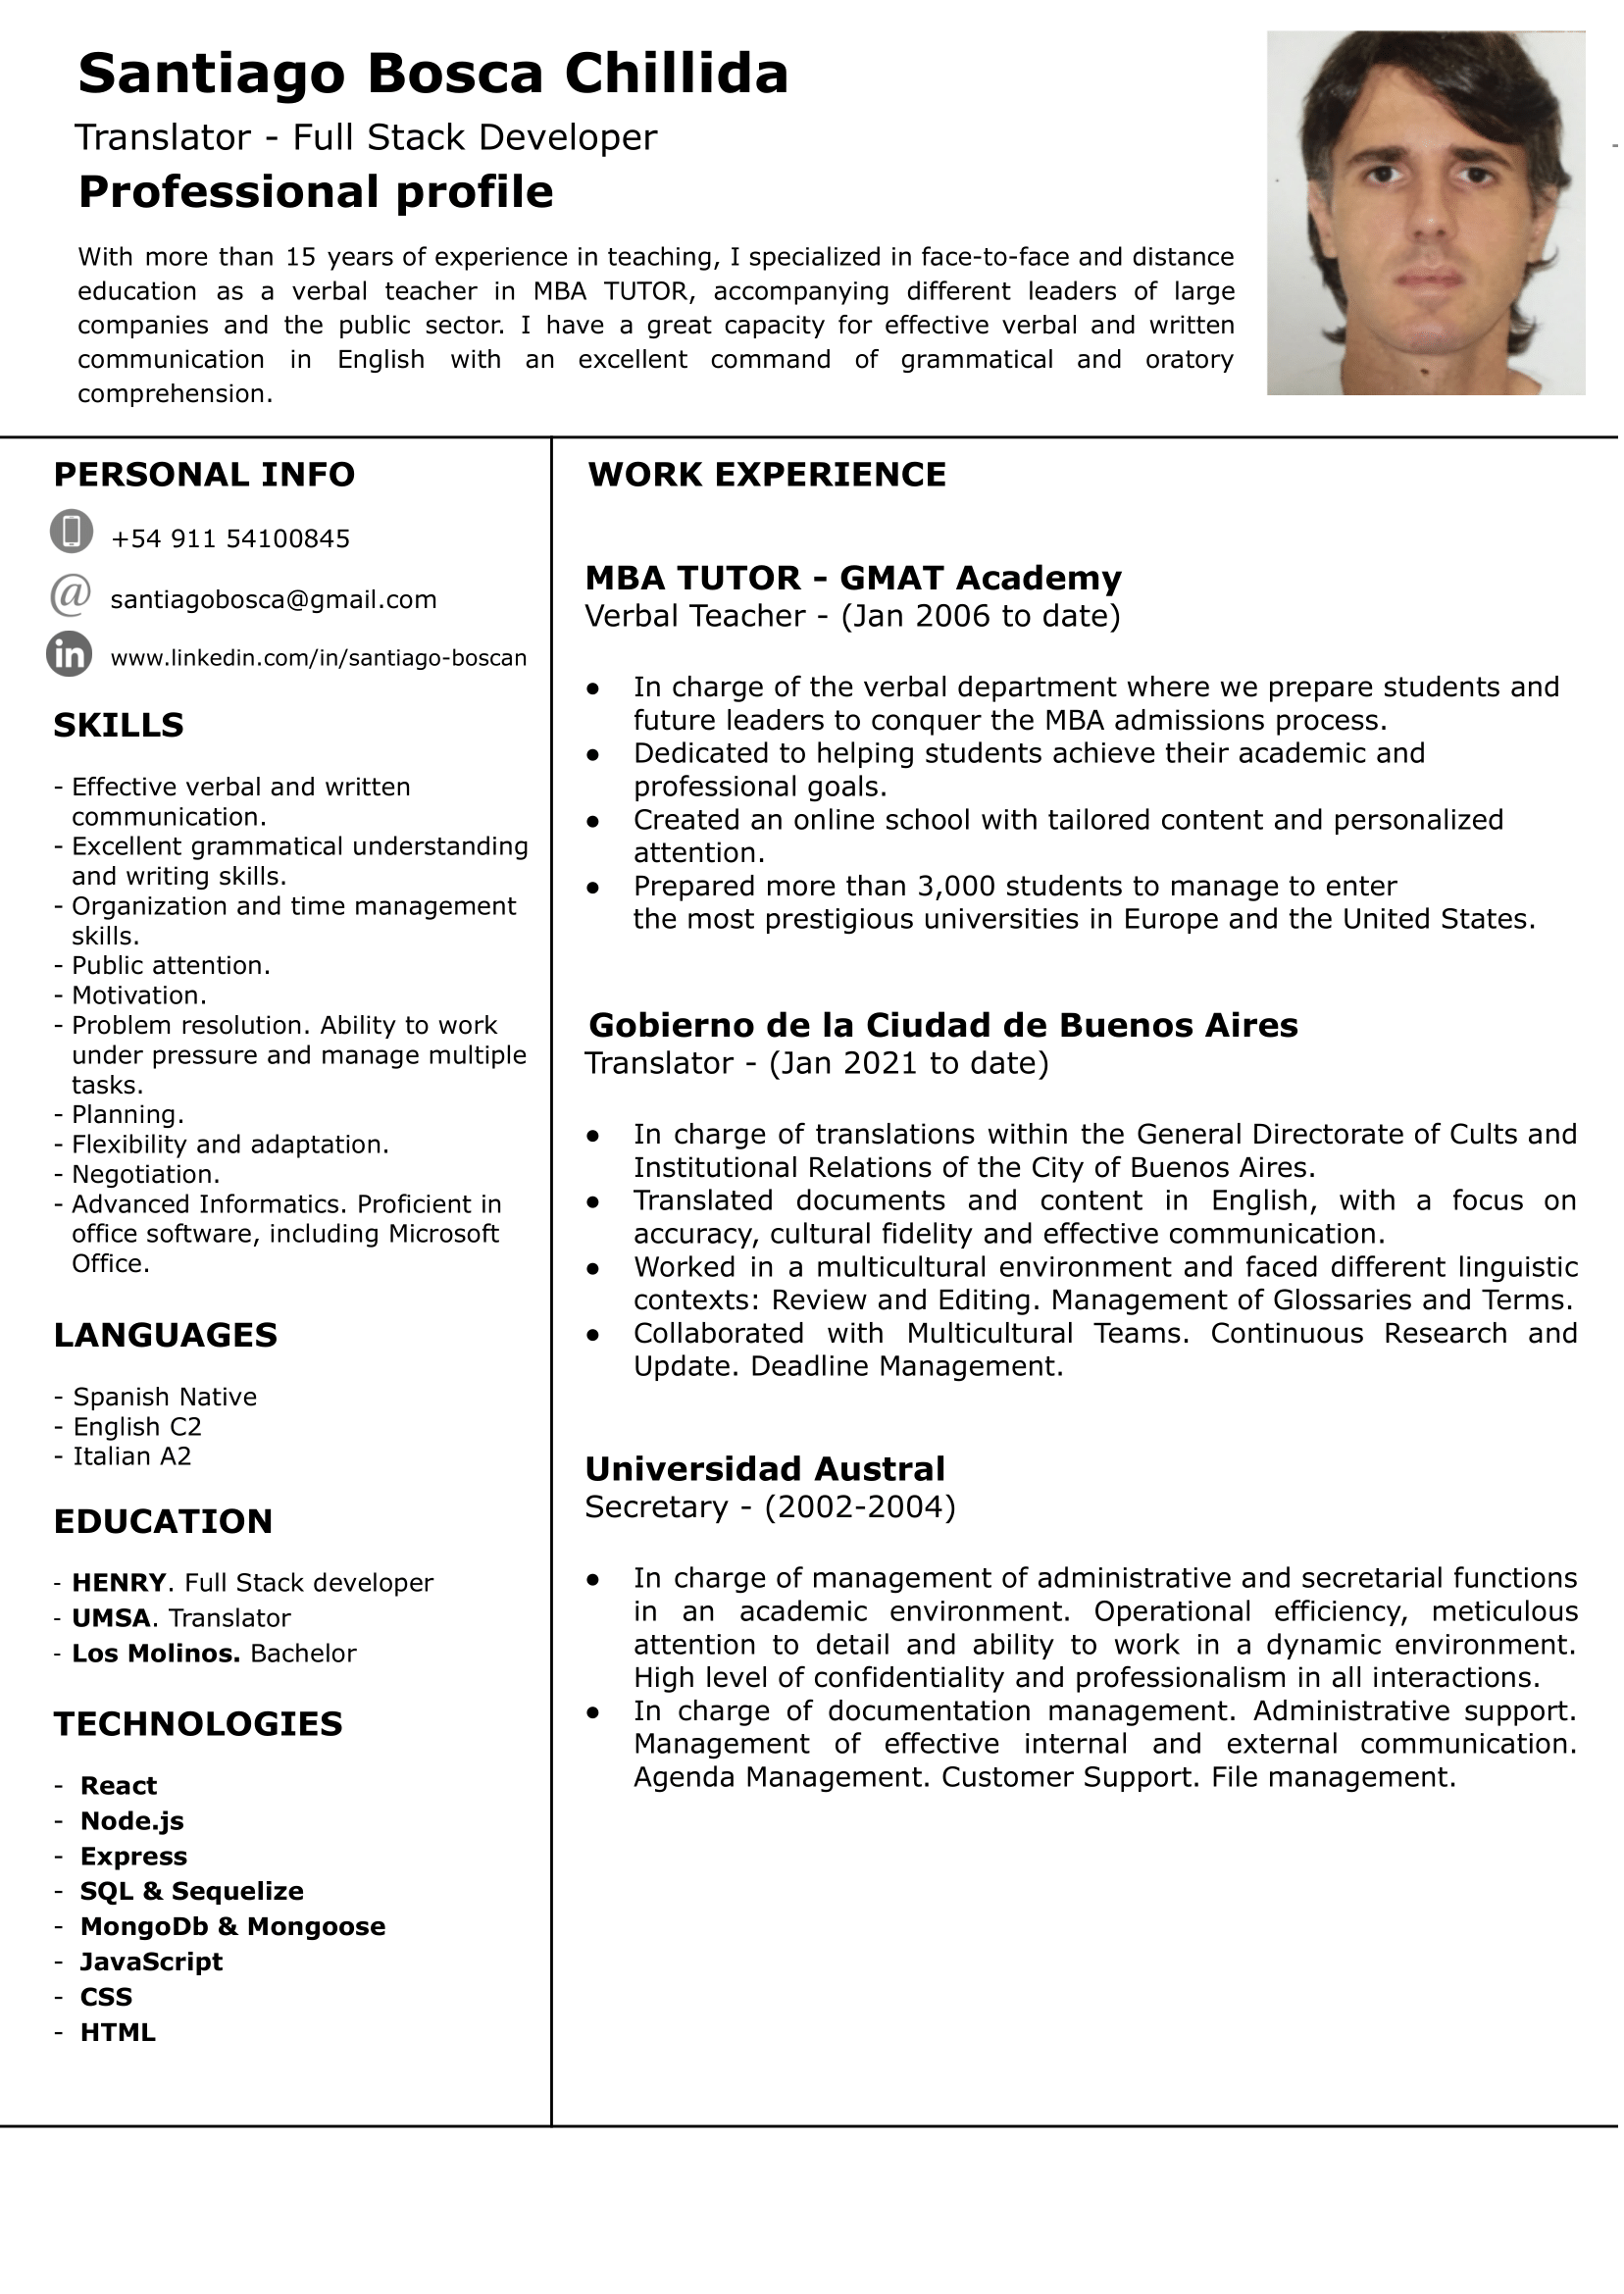 Santiago Bosca Chillida
Translator - Full Stack Developer
Professional profile
With more than 15 years of experience in teaching, I specialized in face-to-face and distance
education as a verbal teacher in MBA TUTOR, accompanying different leaders of large
companies and the public sector. I have a great capacity for effective verbal and written
communication in English with an excellent command of grammatical and oratory
comprehension.
PERSONAL INFO
+54 911 54100845
@ santiagobosca@gmail.com
in www.linkedin.com/in/santiago-boscan
SKILLS
- Effective verbal and written
communication.
- Excellent grammatical understanding
and writing skills.
- Organization and time management
skills.
- Public attention.
- Motivation.
- Problem resolution. Ability to work
under pressure and manage multiple
tasks.
- Planning.
- Flexibility and adaptation.
- Negotiation.
- Advanced Informatics. Proficient in
office software, including Microsoft
Office.
LANGUAGES
- Spanish Native
- English C2
- Italian A2
EDUCATION
- HENRY. Full Stack developer
- UMSA. Translator
- Los Molinos. Bachelor
TECHNOLOGIES
- React
- Node.js
- Express
- SQL & Sequelize
- MongoDb & Mongoose
- JavaScript
- CSS
- HTML
WORK EXPERIENCE
MBA TUTOR - GMAT Academy
Verbal Teacher - (Jan 2006 to date)
● In charge of the verbal department where we prepare students and
future leaders to conquer the MBA admissions process.
● Dedicated to helping students achieve their academic and
professional goals.
● Created an online school with tailored content and personalized
attention.
● Prepared more than 3,000 students to manage to enter
the most prestigious universities in Europe and the United States.
Gobierno de la Ciudad de Buenos Aires
Translator - (Jan 2021 to date)
● In charge of translations within the General Directorate of Cults and
Institutional Relations of the City of Buenos Aires.
● Translated documents and content in English, with a focus on
accuracy, cultural fidelity and effective communication.
● Worked in a multicultural environment and faced different linguistic
contexts: Review and Editing. Management of Glossaries and Terms.
● Collaborated with Multicultural Teams. Continuous Research and
Update. Deadline Management.
Universidad Austral
Secretary - (2002-2004)
● In charge of management of administrative and secretarial functions
in an academic environment. Operational efficiency, meticulous
attention to detail and ability to work in a dynamic environment.
High level of confidentiality and professionalism in all interactions.
● In charge of documentation management. Administrative support.
Management of effective internal and external communication.
Agenda Management. Customer Support. File management.